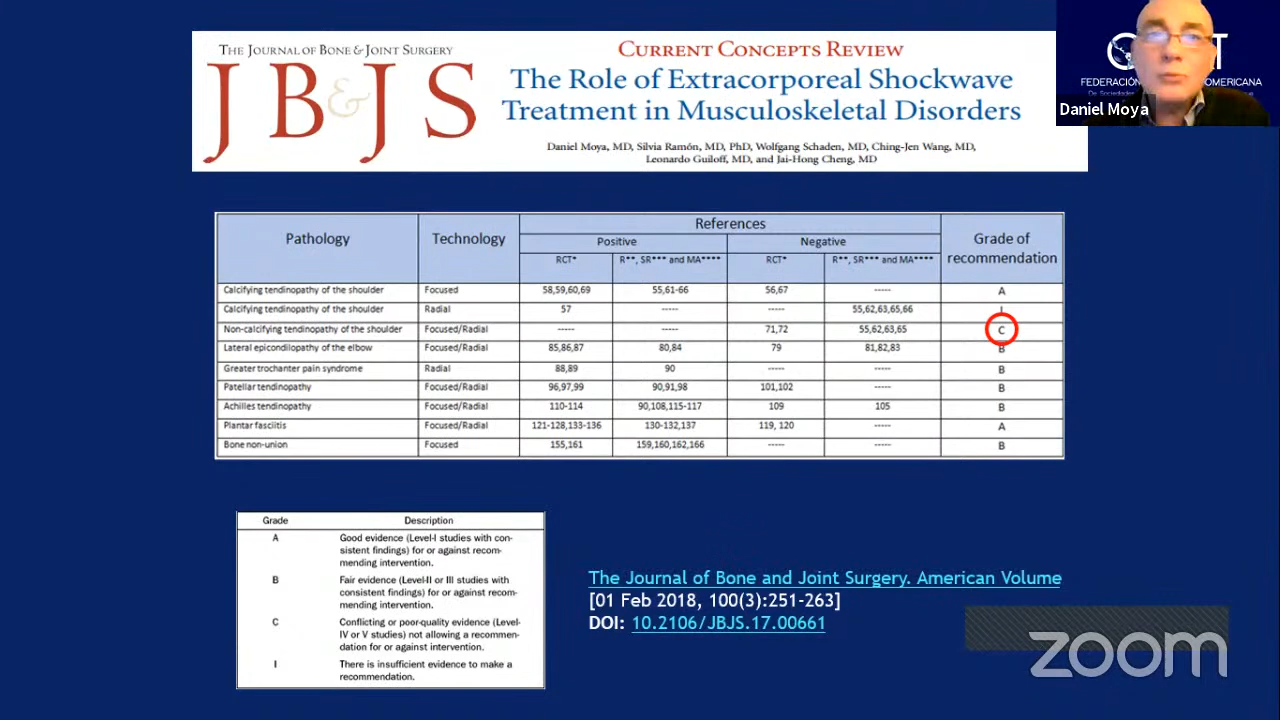 THE JOURNAL OF BONE & JOINT SURGERY
JB&JS
CURRENT CONCEPTS REVIEW
The Role of Extracorporeal Shockwave
Treatment in Musculoskeletal Disorders
Daniel Moya, MD, Silvia Ramón, MD, PhD, Wolfgang Schaden, MD, Ching-Jen Wang, MD,
Leonardo Guiloff, MD, and Jai-Hong Cheng, MD
FEDERACIÓN
OMERICANA
De Sociedades
Daniel Moya
Pathology Technology References Grade of recommendation
Positive Negative
RCT* R**, SR*** and MA**** RCT* R**, SR*** and MA****
Calcifying tendinopathy of the shoulder Focused 58,59,60,69 55,61-66 56,67 ----- A
Calcifying tendinopathy of the shoulder Radial 57 ----- ----- 55,62,63,65,66 I
Non-calcifying tendinopathy of the shoulder Focused/Radial ----- ----- 71,72 55,62,63,65 C
Lateral epicondilopathy of the elbow Focused/Radial 85,86,87 80,84 79 81,82,83 B
Greater trochanter pain syndrome Radial 88,89 90 ----- ----- B
Patellar tendinopathy Focused/Radial 96,97,99 90,91,98 101,102 ----- B
Achilles tendinopathy Focused/Radial 110-114 90,108,115-117 109 105 B
Plantar fasciitis Focused/Radial 121-128,133-136 130-132,137 119, 120 ----- A
Bone non-union Focused 155,161 159,160,162,166 ----- ----- B
Grade Description
A Good evidence (Level-I studies with con-
sistent findings) for or against recom-
mending intervention.
B Fair evidence (Level-II or III studies with
consistent findings) for or against recom-
mending intervention.
C Conflicting or poor-quality evidence (Level-
IV or V studies) not allowing a recommen-
dation for or against intervention.
I There is insufficient evidence to make a
recommendation.
The Journal of Bone and Joint Surgery. American Volume
[01 Feb 2018, 100(3):251-263]
DOI: 10.2106/JBJS.17.00661
zoom